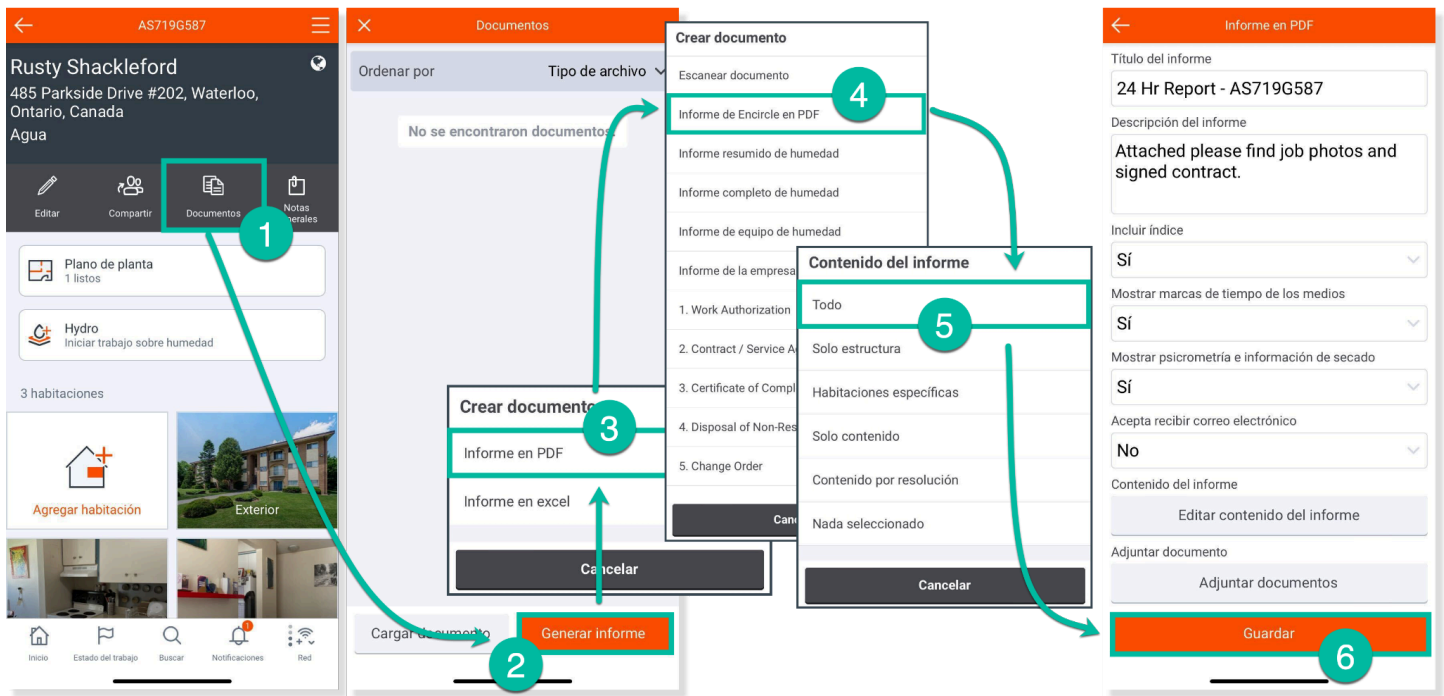 AS719G587
Rusty Shackleford
485 Parkside Drive #202, Waterloo,
Ontario, Canada
Agua
Editar
Compartir
Documentos
Notas
1
Plano de planta
1 listos
Hydro
Iniciar trabajo sobre humedad
3 habitaciones
Agregar habitación
Exterior
Inicio
Estado del trabajo
Buscar
1
Notificaciones
Red
Documentos
Ordenar por
Tipo de archivo
No se encontraron documentos.
Crear documento
3
Informe en PDF
Informe en excel
Cancelar
Cargar documento
Generar informe
2
Crear documento
Escanear documento
4
Informe de Encircle en PDF
Informe resumido de humedad
Informe completo de humedad
Informe de equipo de humedad
Informe de la empresa
1. Work Authorization
2. Contract / Service
3. Certificate of
4. Disposal of
5. Change Order
Contenido del informe
Todo
5
Solo estructura
Habitaciones específicas
Solo contenido
Contenido por resolución
Nada seleccionado
Cancelar
Informe en PDF
Título del informe
24 Hr Report - AS719G587
Descripción del informe
Attached please find job photos and
signed contract.
Incluir índice
Sí
Mostrar marcas de tiempo de los medios
Sí
Mostrar psicrometría e información de secado
Sí
Acepta recibir correo electrónico
No
Contenido del informe
Editar contenido del informe
Adjuntar documento
Adjuntar documentos
Guardar
6